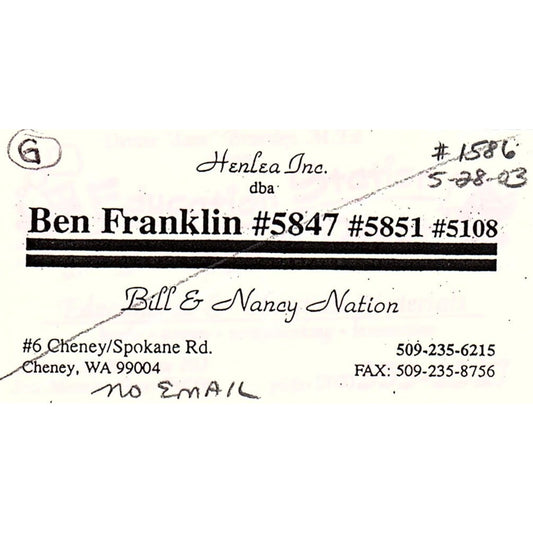 G
# 1586
5-28-03
Henlea Inc.
dba
Ben Franklin #5847 #5851 #5108
Bill & Nancy Nation
#6 Cheney/Spokane Rd.
509-235-6215
Cheney, WA 99004
FAX: 509-235-8756
NO EMAIL